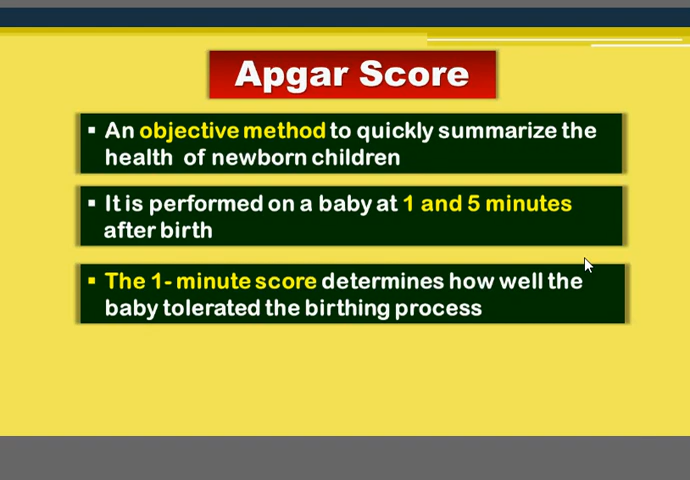 Apgar Score
▪ An objective method to quickly summarize the
health of newborn children
▪ It is performed on a baby at 1 and 5 minutes
after birth
▪ The 1- minute score determines how well the
baby tolerated the birthing process